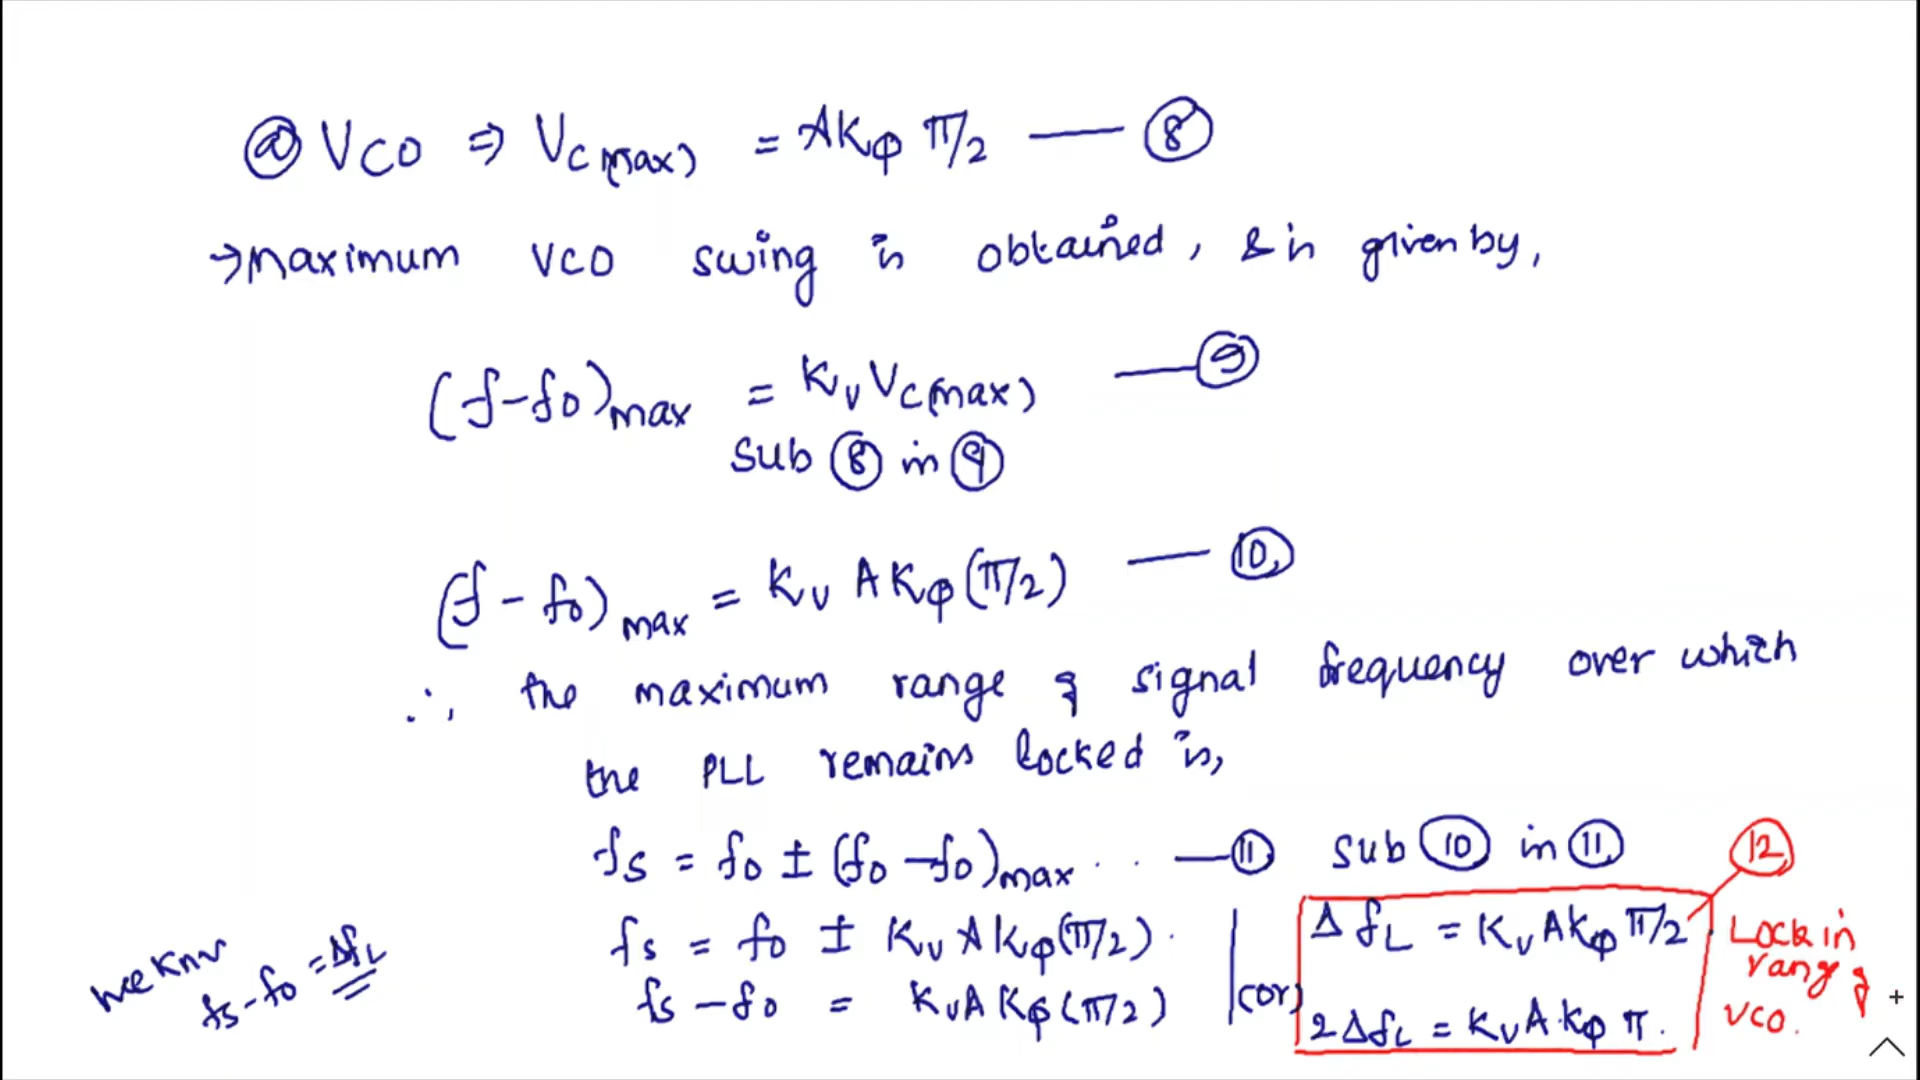 @ VCO ⇒ VC(max) = AKφ π/2 — 8
→ maximum VCO swing is obtained, & is given by,
(f-fo)max = Kv VC(max) — 9
Sub 8 in 9
(f - fo)max = Kv A Kφ (π/2) — 10
∴, the maximum range of signal frequency over which
the PLL remains locked is,
fs = fo ± (fo - fo)max — 11 sub 10 in 11
fs = fo ± Kv A Kφ(π/2)
fs - fo = Kv A Kφ (π/2)
we know
fs - fo = ΔfL
(or)
ΔfL = Kv AKφ π/2
2ΔfL = Kv A Kφ π.
12
Lock in
range of
VCO.